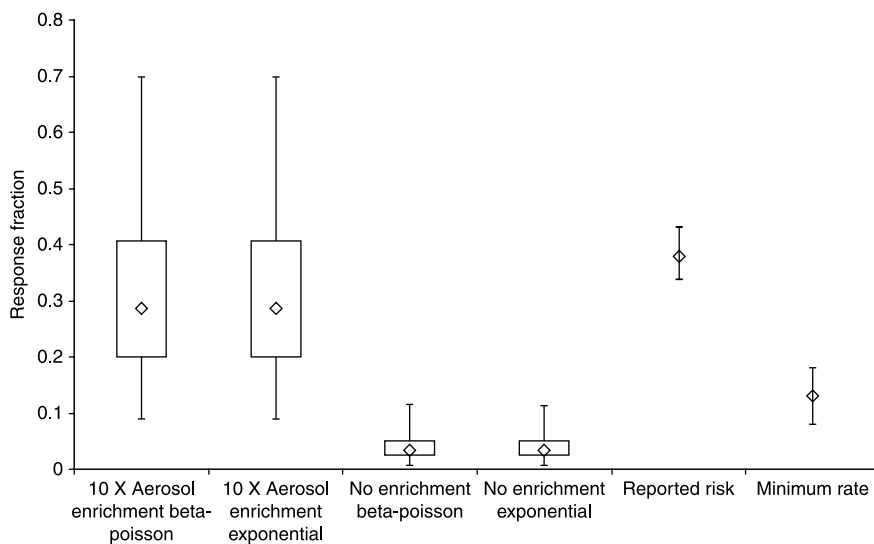 0.8
0.7
0.6
0.5
0.4
0.3
0.2
0.1
0
Response fraction
10 X Aerosol
enrichment beta-
poisson
10 X Aerosol
enrichment
exponential
No enrichment
beta-poisson
No enrichment
exponential
Reported risk
Minimum rate